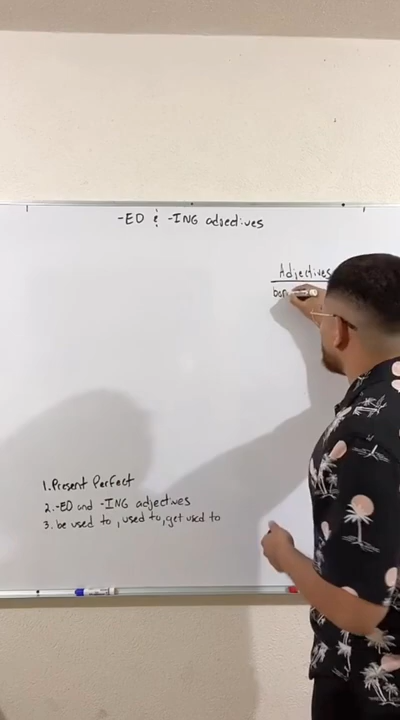 -ED & -ING adjectives
Adjectives
bor
1. Present Perfect
2. -ED and -ING adjectives
3. be used to, used to, get used to